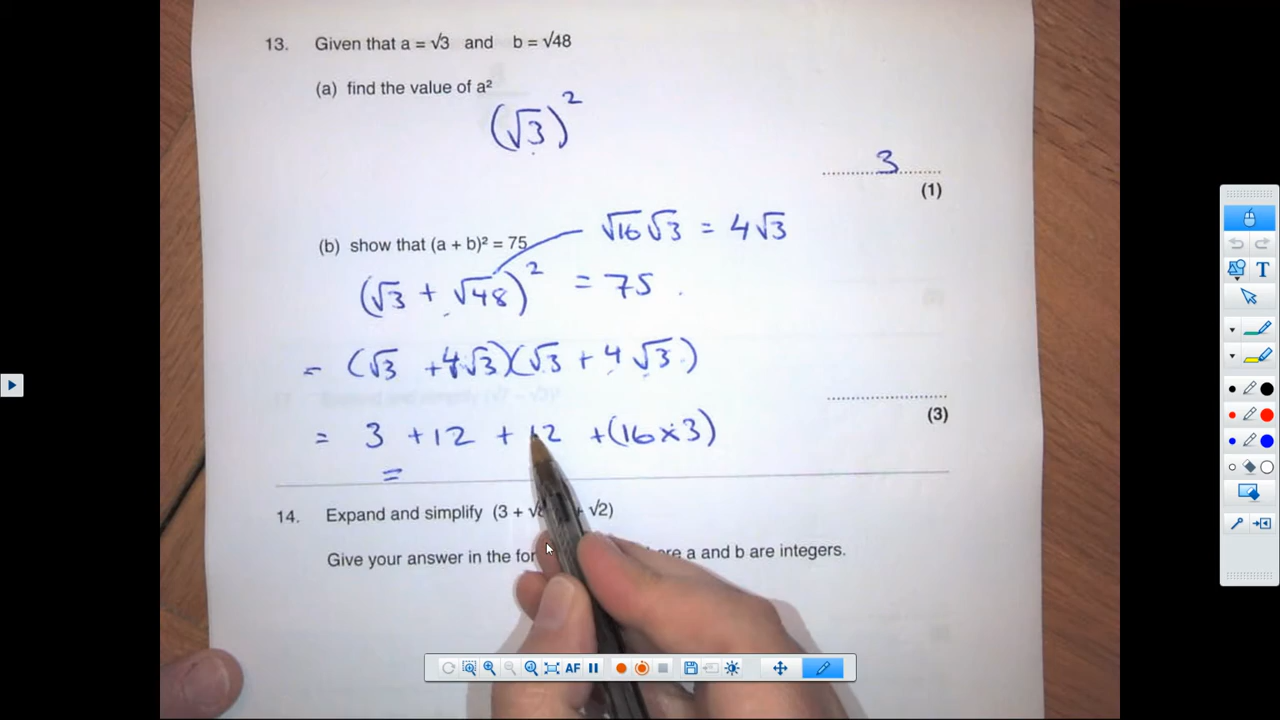 13. Given that a = √3 and b = √48
(a) find the value of a²
(√3)²
3
(1)
(b) show that (a + b)² = 75
√16√3 = 4√3
(√3 + √48)² = 75
= (√3 + 4√3)(√3 + 4√3)
(3)
= 3 + 12 + 12 + (16×3)
=
14. Expand and simplify (3 + √ + √2)
Give your answer in the a and b are integers.
T
AF